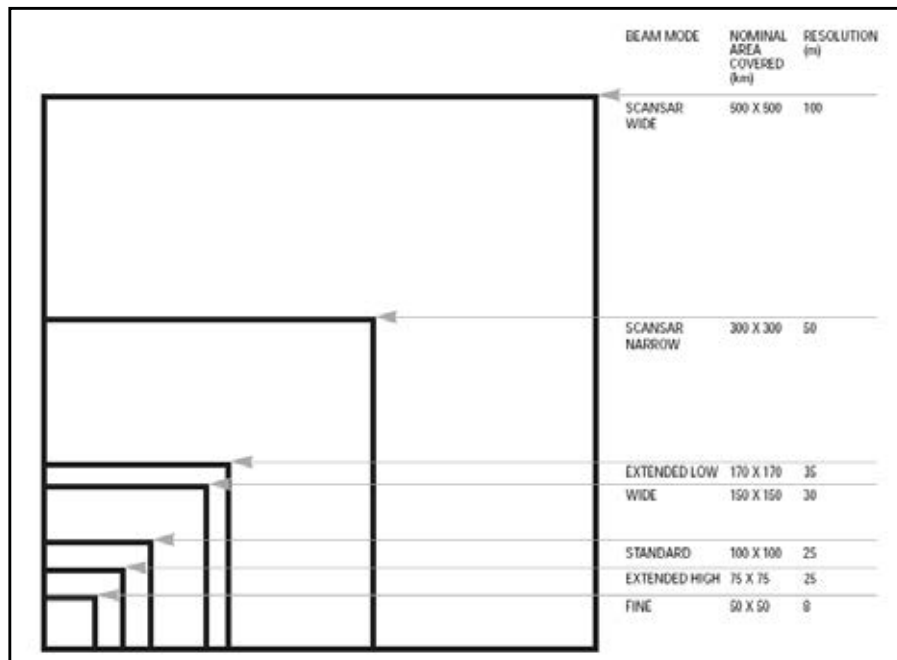 BEAM MODE NOMINAL AREA COVERED (km) RESOLUTION (m)
SCANSAR WIDE 500 X 500 100
SCANSAR NARROW 300 X 300 50
EXTENDED LOW 170 X 170 35
WIDE 150 X 150 30
STANDARD 100 X 100 25
EXTENDED HIGH 75 X 75 25
FINE 50 X 50 8